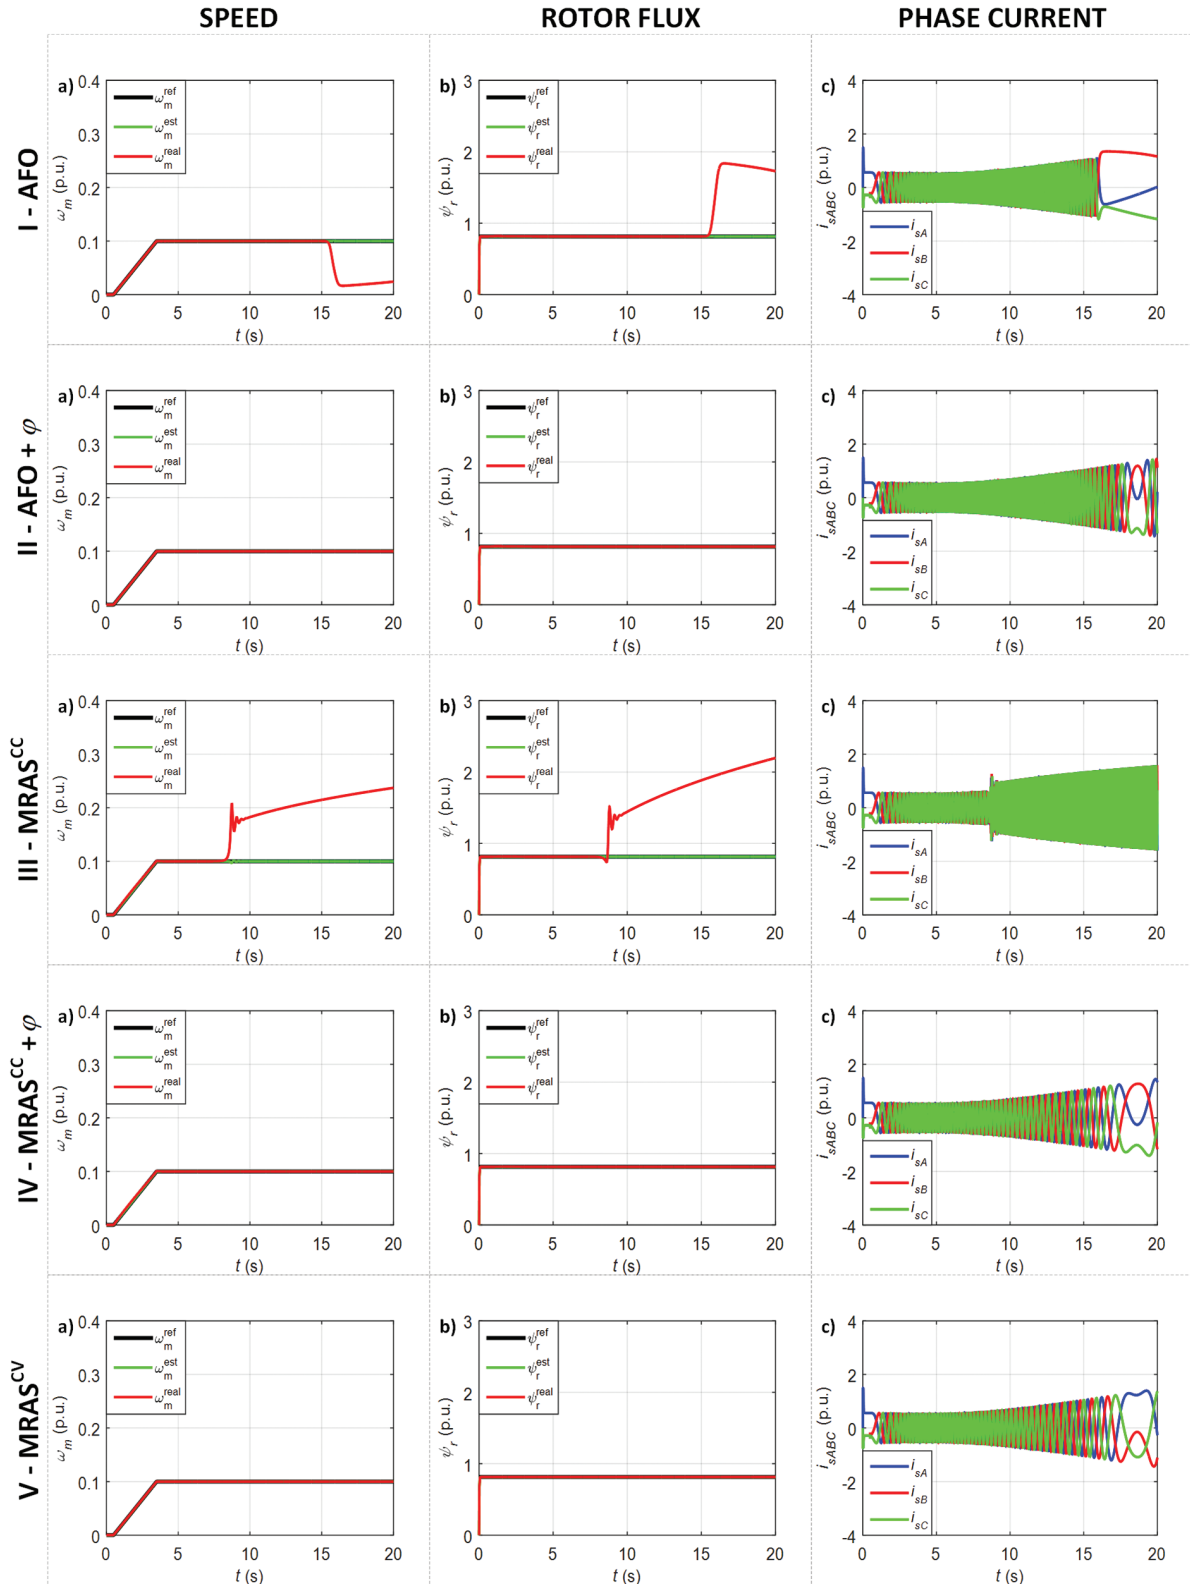 SPEED ROTOR FLUX PHASE CURRENT
I - AFO
a) 0.4 0.3 0.2 0.1 0
ω_m (p.u.)
ω_m^ref
ω_m^est
ω_m^real
0 5 10 15 20
t (s)
b) 3 2 1 0
ψ_r (p.u.)
ψ_r^ref
ψ_r^est
ψ_r^real
0 5 10 15 20
t (s)
c) 4 2 0 -2 -4
i_sABC (p.u.)
i_sA
i_sB
i_sC
0 5 10 15 20
t (s)
II - AFO + φ
a) 0.4 0.3 0.2 0.1 0
ω_m (p.u.)
ω_m^ref
ω_m^est
ω_m^real
0 5 10 15 20
t (s)
b) 3 2 1 0
ψ_r (p.u.)
ψ_r^ref
ψ_r^est
ψ_r^real
0 5 10 15 20
t (s)
c) 4 2 0 -2 -4
i_sABC (p.u.)
i_sA
i_sB
i_sC
0 5 10 15 20
t (s)
III - MRAS^CC
a) 0.4 0.3 0.2 0.1 0
ω_m (p.u.)
ω_m^ref
ω_m^est
ω_m^real
0 5 10 15 20
t (s)
b) 3 2 1 0
ψ_r (p.u.)
ψ_r^ref
ψ_r^est
ψ_r^real
0 5 10 15 20
t (s)
c) 4 2 0 -2 -4
i_sABC (p.u.)
i_sA
i_sB
i_sC
0 5 10 15 20
t (s)
IV - MRAS^CC + φ
a) 0.4 0.3 0.2 0.1 0
ω_m (p.u.)
ω_m^ref
ω_m^est
ω_m^real
0 5 10 15 20
t (s)
b) 3 2 1 0
ψ_r (p.u.)
ψ_r^ref
ψ_r^est
ψ_r^real
0 5 10 15 20
t (s)
c) 4 2 0 -2 -4
i_sABC (p.u.)
i_sA
i_sB
i_sC
0 5 10 15 20
t (s)
V - MRAS^CV
a) 0.4 0.3 0.2 0.1 0
ω_m (p.u.)
ω_m^ref
ω_m^est
ω_m^real
0 5 10 15 20
t (s)
b) 3 2 1 0
ψ_r (p.u.)
ψ_r^ref
ψ_r^est
ψ_r^real
0 5 10 15 20
t (s)
c) 4 2 0 -2 -4
i_sABC (p.u.)
i_sA
i_sB
i_sC
0 5 10 15 20
t (s)